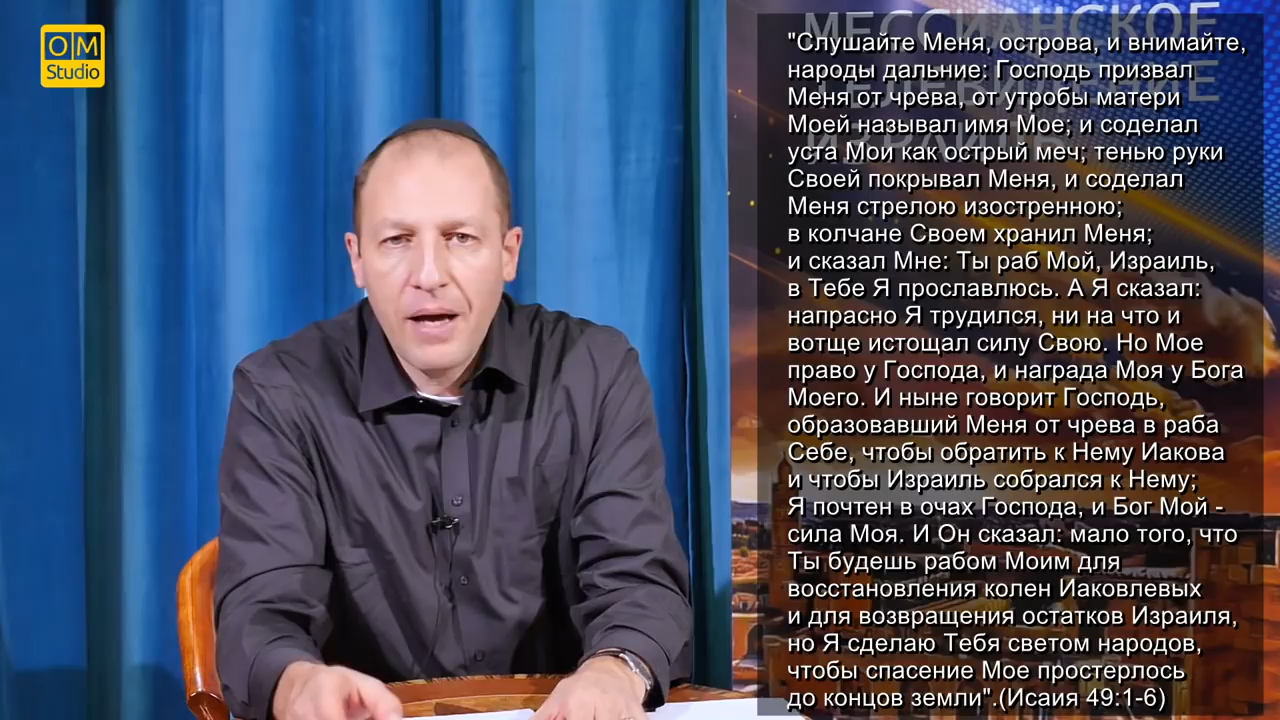 O|M
Studio
МЕССИАНСКОЕ
ТЕЛЕВИДЕНИЕ
ИЗРАИЛЬ
"Слушайте Меня, острова, и внимайте,
народы дальние: Господь призвал
Меня от чрева, от утробы матери
Моей называл имя Мое; и соделал
уста Мои как острый меч; тенью руки
Своей покрывал Меня, и соделал
Меня стрелою изостренною;
в колчане Своем хранил Меня;
и сказал Мне: Ты раб Мой, Израиль,
в Тебе Я прославлюсь. А Я сказал:
напрасно Я трудился, ни на что и
вотще истощал силу Свою. Но Мое
право у Господа, и награда Моя у Бога
Моего. И ныне говорит Господь,
образовавший Меня от чрева в раба
Себе, чтобы обратить к Нему Иакова
и чтобы Израиль собрался к Нему;
Я почтен в очах Господа, и Бог Мой -
сила Моя. И Он сказал: мало того, что
Ты будешь рабом Моим для
восстановления колен Иаковлевых
и для возвращения остатков Израиля,
но Я сделаю Тебя светом народов,
чтобы спасение Мое простерлось
до концов земли".(Исаия 49:1-6)